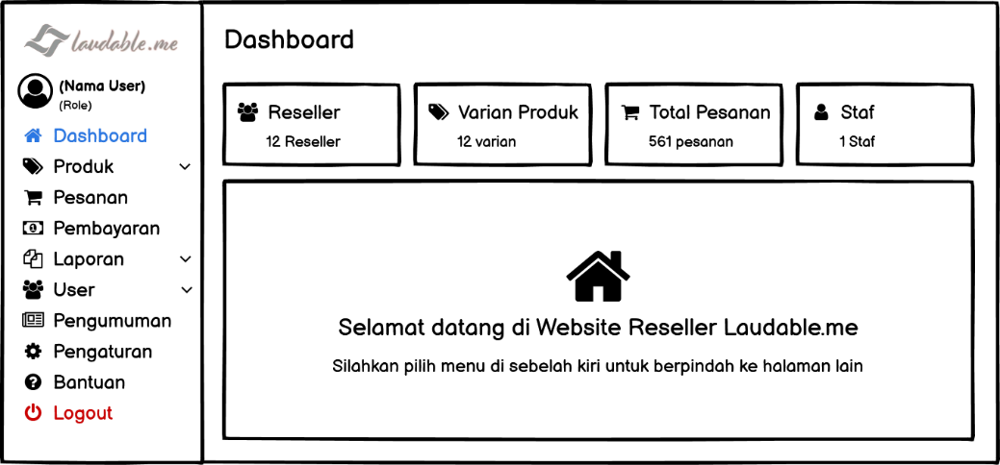 laudable.me
(Nama User)
(Role)
Dashboard
Produk
Pesanan
Pembayaran
Laporan
User
Pengumuman
Pengaturan
Bantuan
Logout
Dashboard
Reseller
12 Reseller
Varian Produk
12 varian
Total Pesanan
561 pesanan
Staf
1 Staf
Selamat datang di Website Reseller Laudable.me
Silahkan pilih menu di sebelah kiri untuk berpindah ke halaman lain